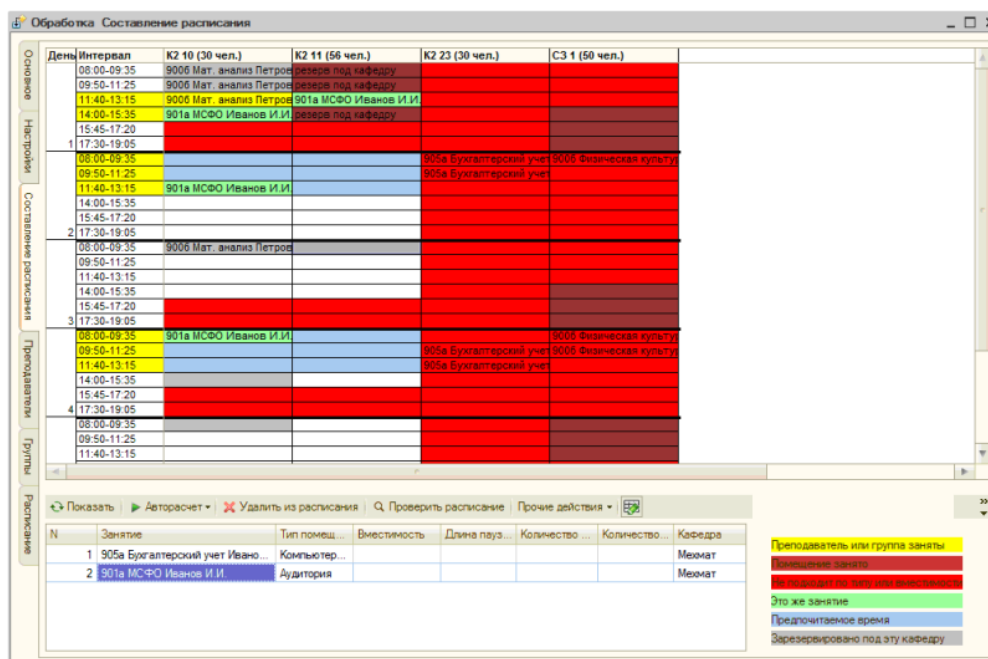 Обработка Составление расписания
Основное
Настройки
Составление расписания
Преподаватели
Группы
Расписание
День Интервал К2 10 (30 чел.) К2 11 (56 чел.) К2 23 (30 чел.) СЗ 1 (50 чел.)
08:00-09:35 900б Мат. анализ Петров резерв под кафедру
09:50-11:25 900б Мат. анализ Петров резерв под кафедру
11:40-13:15 900б Мат. анализ Петров 901а МСФО Иванов И.И.
14:00-15:35 901а МСФО Иванов И.И. резерв под кафедру
15:45-17:20
1 17:30-19:05
08:00-09:35 905а Бухгалтерский учет 900б Физическая культур
09:50-11:25 905а Бухгалтерский учет
11:40-13:15 901а МСФО Иванов И.И.
14:00-15:35
15:45-17:20
2 17:30-19:05
08:00-09:35 900б Мат. анализ Петров
09:50-11:25
11:40-13:15
14:00-15:35
15:45-17:20
3 17:30-19:05
08:00-09:35 901а МСФО Иванов И.И. 900б Физическая культур
09:50-11:25 905а Бухгалтерский учет 900б Физическая культур
11:40-13:15 905а Бухгалтерский учет
14:00-15:35
15:45-17:20
4 17:30-19:05
08:00-09:35
09:50-11:25
11:40-13:15
Показать Авторасчет Удалить из расписания Проверить расписание Прочие действия
N Занятие Тип помещ... Вместимость Длина пауз... Количество ... Количество... Кафедра
1 905а Бухгалтерский учет Ивано... Компьютер... Мехмат
2 901а МСФО Иванов И.И. Аудитория Мехмат
Преподаватель или группа заняты
Помещение занято
Не подходит по типу или вместимости
Это же занятие
Предпочитаемое время
Зарезервировано под эту кафедру